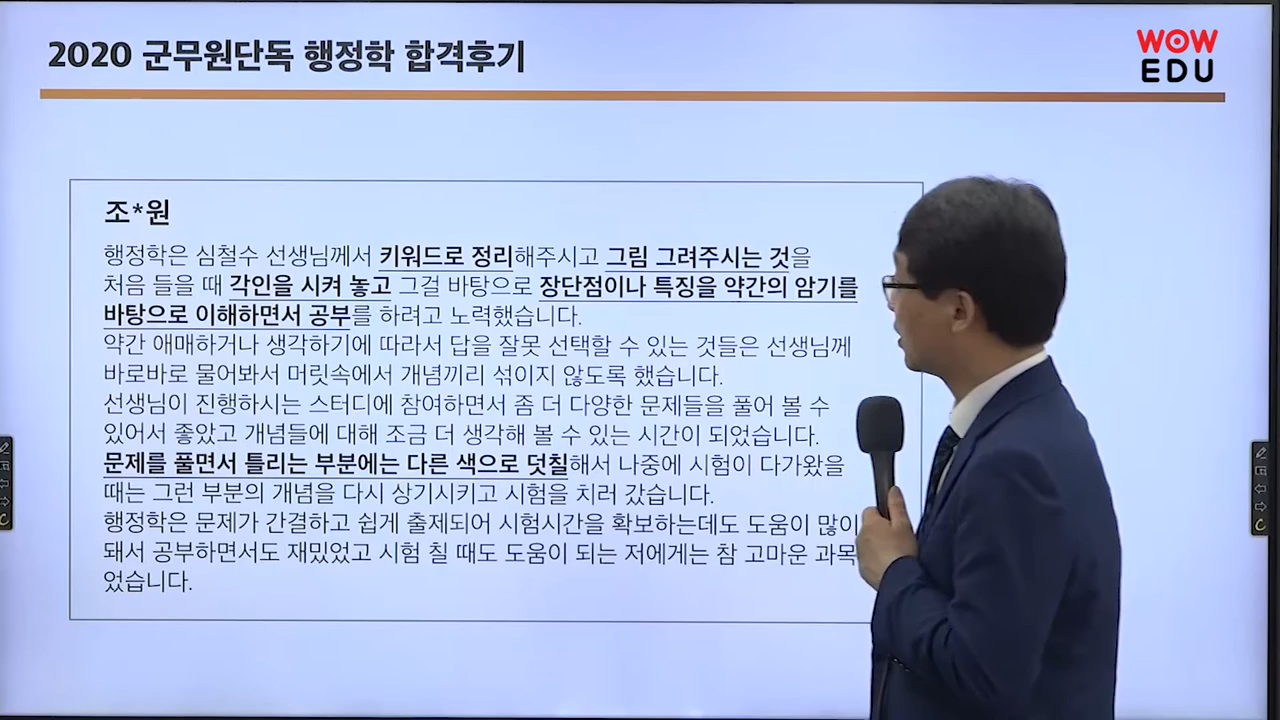 2020 군무원단독 행정학 합격후기
WOW
EDU
조*원
행정학은 심철수 선생님께서 키워드로 정리해주시고 그림 그려주시는 것을
처음 들을 때 각인을 시켜 놓고 그걸 바탕으로 장단점이나 특징을 약간의 암기를
바탕으로 이해하면서 공부를 하려고 노력했습니다.
약간 애매하거나 생각하기에 따라서 답을 잘못 선택할 수 있는 것들은 선생님께
바로바로 물어봐서 머릿속에서 개념끼리 섞이지 않도록 했습니다.
선생님이 진행하시는 스터디에 참여하면서 좀 더 다양한 문제들을 풀어 볼 수
있어서 좋았고 개념들에 대해 조금 더 생각해 볼 수 있는 시간이 되었습니다.
문제를 풀면서 틀리는 부분에는 다른 색으로 덧칠해서 나중에 시험이 다가왔을
때는 그런 부분의 개념을 다시 상기시키고 시험을 치러 갔습니다.
행정학은 문제가 간결하고 쉽게 출제되어 시험시간을 확보하는데도 도움이 많이
돼서 공부하면서도 재밌었고 시험 칠 때도 도움이 되는 저에게는 참 고마운 과목
었습니다.